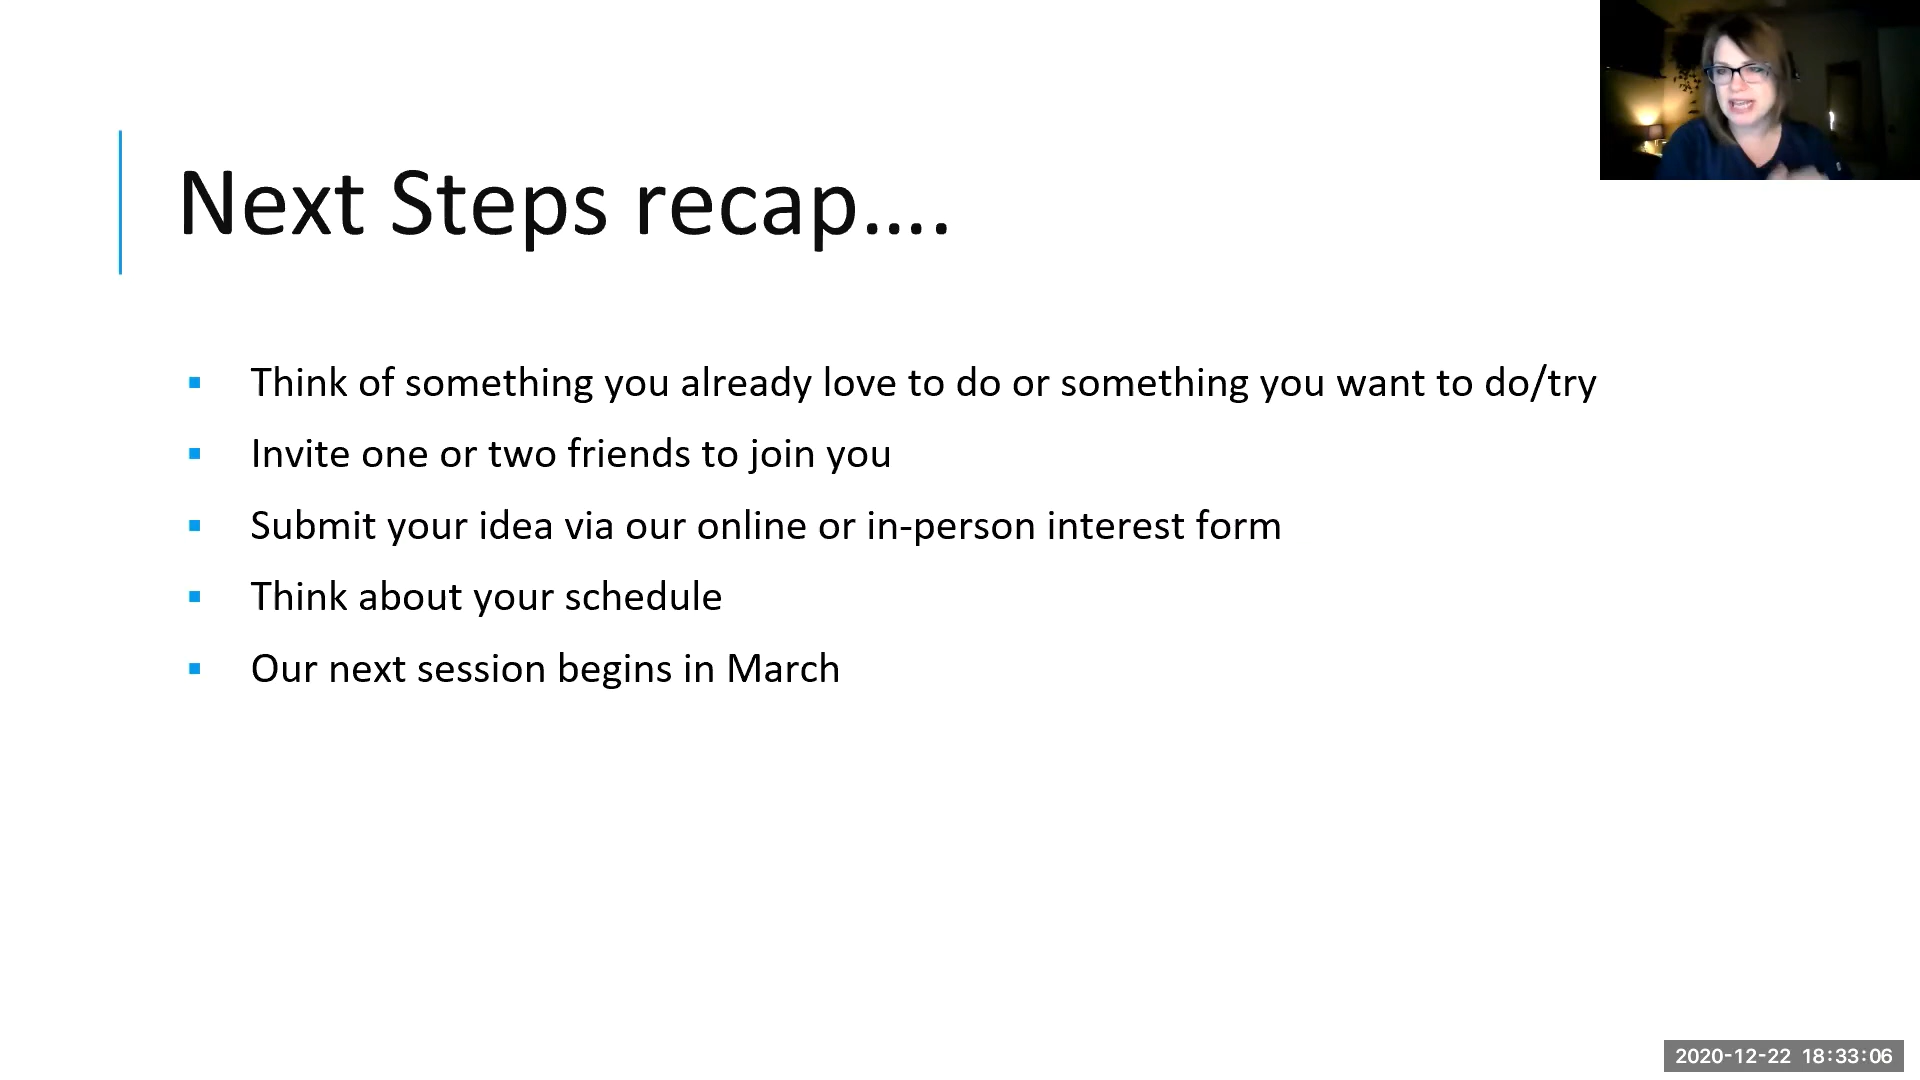 Next Steps recap....
Think of something you already love to do or something you want to do/try
Invite one or two friends to join you
Submit your idea via our online or in-person interest form
Think about your schedule
Our next session begins in March
2020-12-22 18:33:06